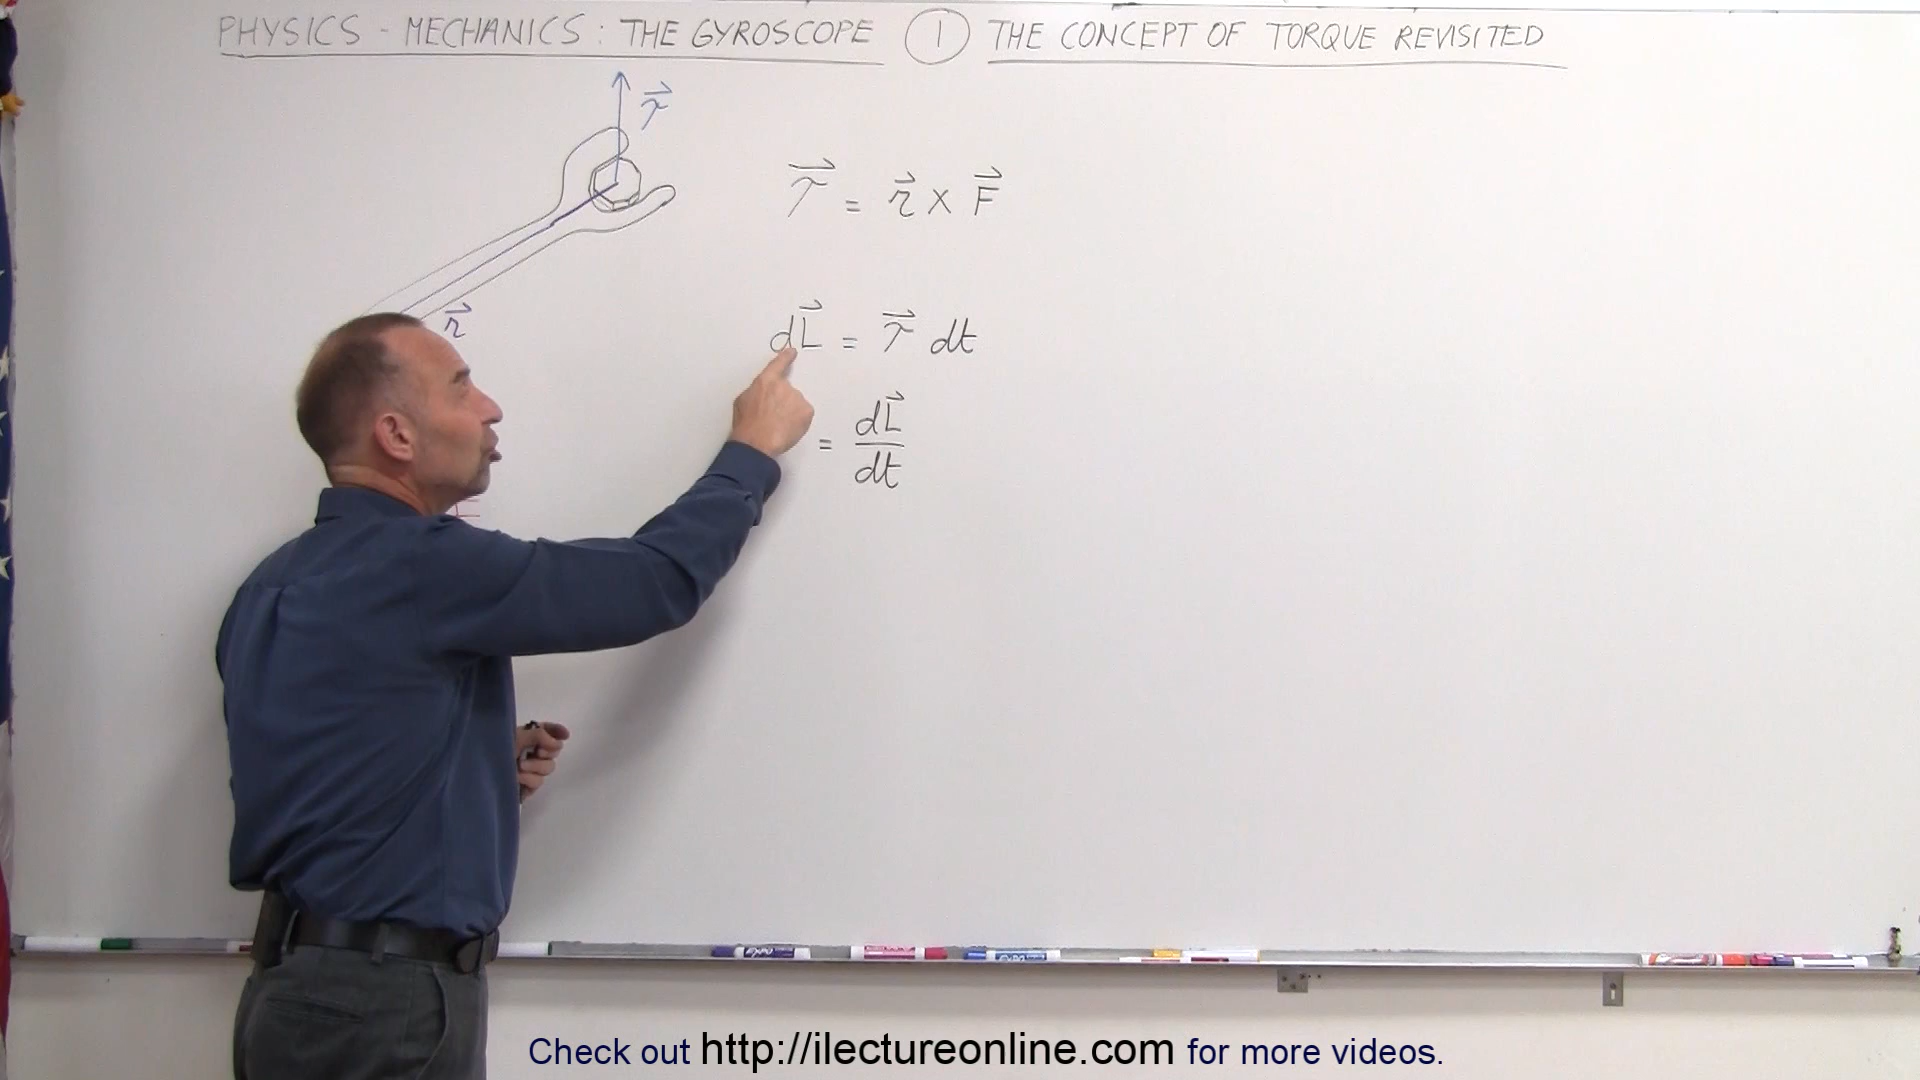 PHYSICS - MECHANICS : THE GYROSCOPE ① THE CONCEPT OF TORQUE REVISITED
τ⃗
τ⃗ = r⃗ × F⃗
r⃗
dL⃗ = τ⃗ dt
= dL⃗/dt
Check out http://ilectureonline.com for more videos.